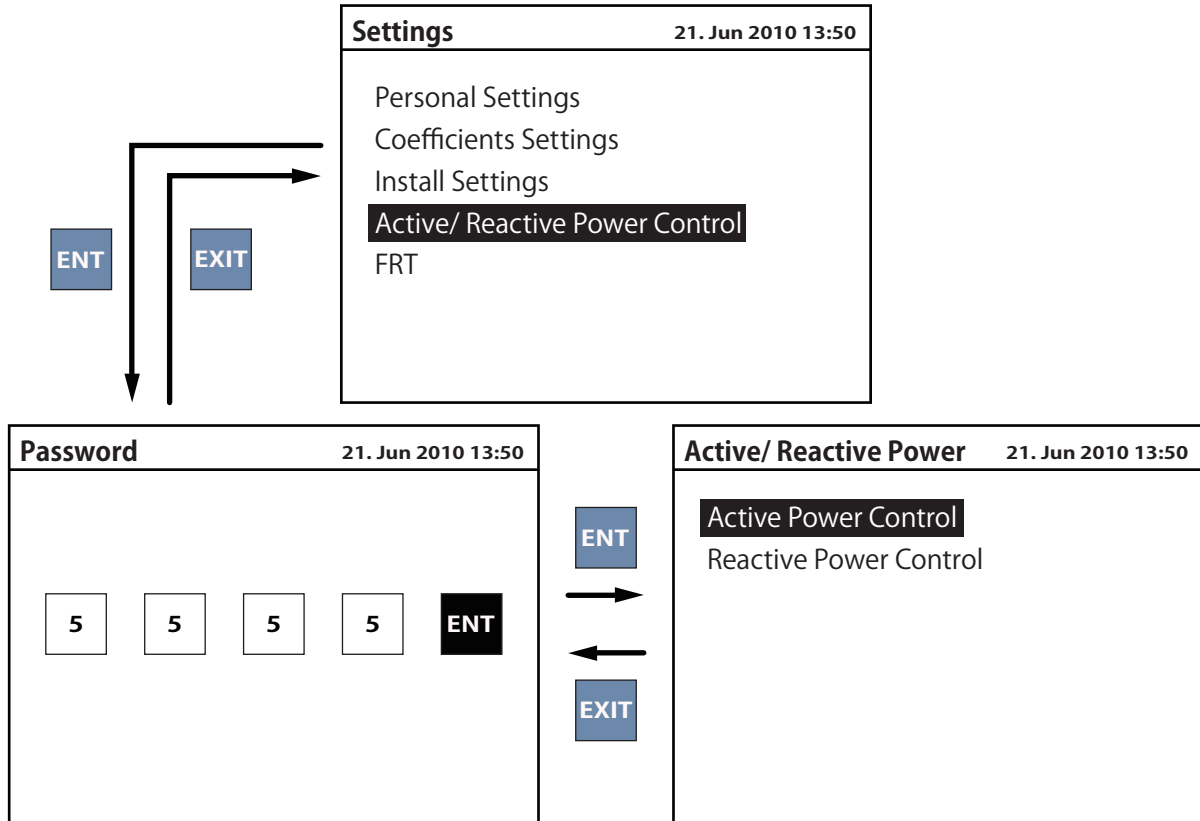 Settings 21. Jun 2010 13:50
Personal Settings
Coefficients Settings
Install Settings
Active/ Reactive Power Control
FRT
ENT EXIT
Password 21. Jun 2010 13:50
5 5 5 5 ENT
ENT
EXIT
Active/ Reactive Power 21. Jun 2010 13:50
Active Power Control
Reactive Power Control